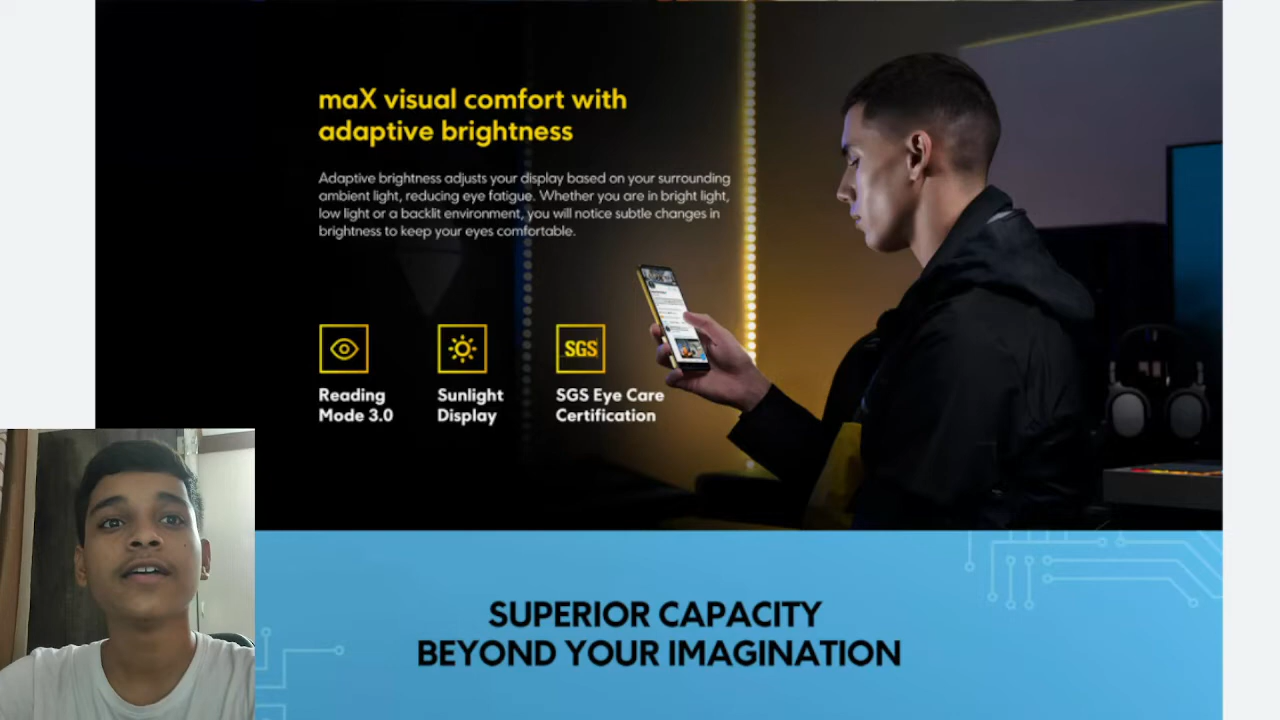 maX visual comfort with
adaptive brightness
Adaptive brightness adjusts your display based on your surrounding
ambient light, reducing eye fatigue. Whether you are in bright light,
low light or a backlit environment, you will notice subtle changes in
brightness to keep your eyes comfortable.
SGS
Reading
Mode 3.0
Sunlight
Display
SGS Eye Care
Certification
SUPERIOR CAPACITY
BEYOND YOUR IMAGINATION